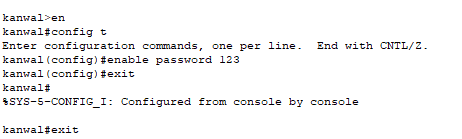 kanwal>en
kanwal#config t
Enter configuration commands, one per line.  End with CNTL/Z.
kanwal(config)#enable password 123
kanwal(config)#exit
kanwal#
%SYS-5-CONFIG_I: Configured from console by console
kanwal#exit